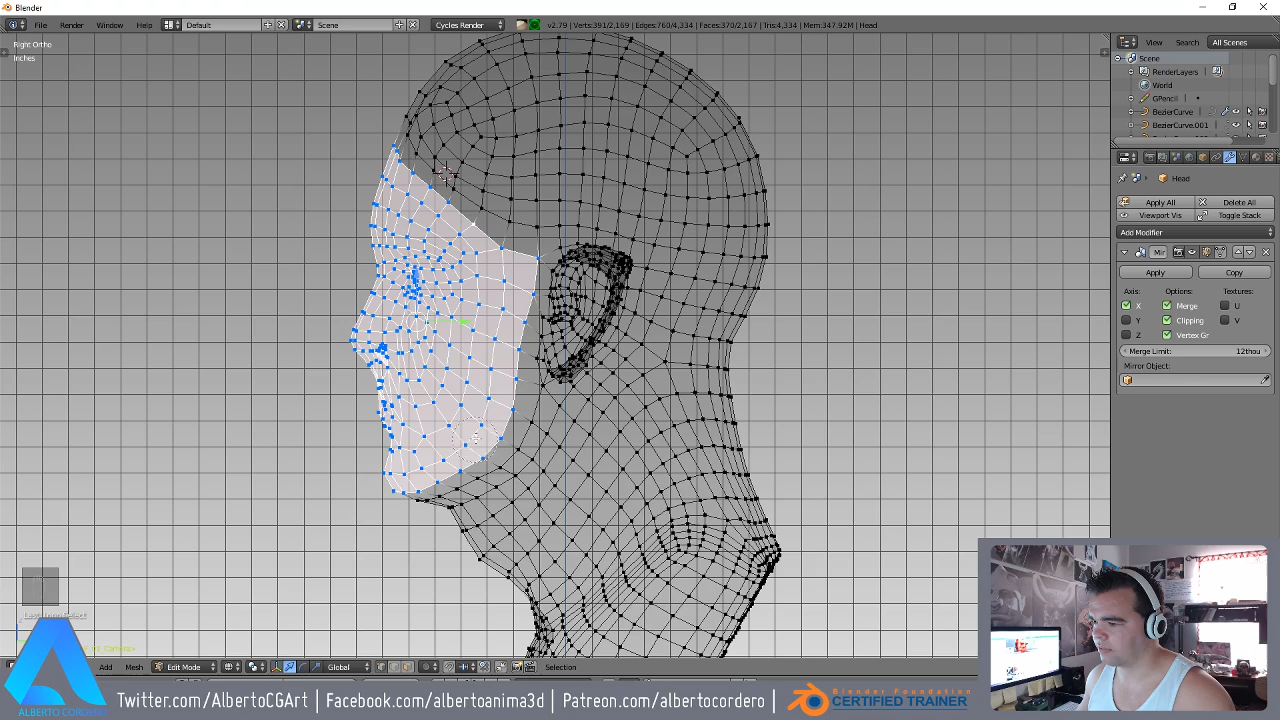 Blender
File Render Window Help Default Scene Cycles Render v2.79 | Verts:391/2,169 | Edges:760/4,334 | Faces:370/2,167 | Tris:4,334 | Mem:347.92M | Head
View Search All Scenes
Right Ortho
Inches
Scene
RenderLayers
World
GPencil
BezierCurve
BezierCurve.001
Head
Apply All Delete All
Viewport Vis Toggle Stack
Add Modifier
Mir
Apply Copy
Axis: Options: Textures:
X Merge U
Y Clipping V
Z Vertex Gr
Merge Limit: 12thou
Mirror Object:
Add Mesh Edit Mode Global Selection
ALBERTO CORDERO
Twitter.com/AlbertoCGArt | Facebook.com/albertoanima3d | Patreon.com/albertocordero |
Blender Foundation
CERTIFIED TRAINER